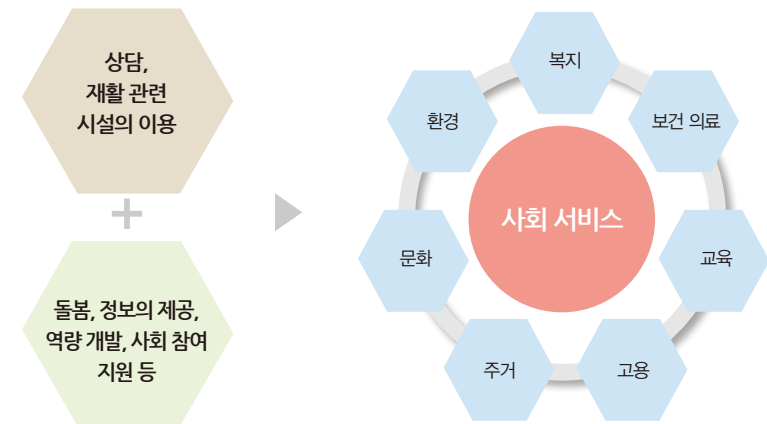 상담,
재활 관련
시설의 이용
+
돌봄, 정보의 제공,
역량 개발, 사회 참여
지원 등
사회 서비스
복지
보건 의료
교육
고용
주거
문화
환경